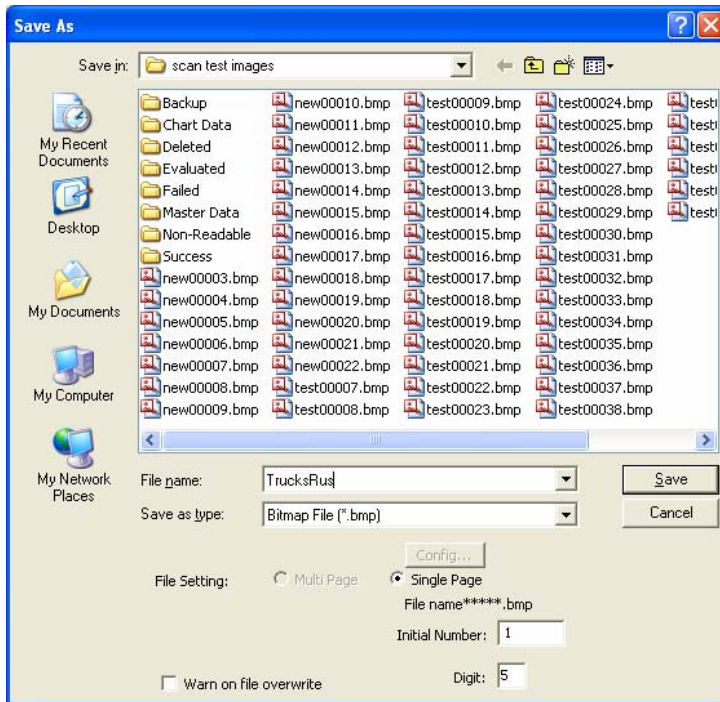 Save As
Save in: scan test images
My Recent
Documents
Desktop
My Documents
My Computer
My Network
Places
Backup
Chart Data
Deleted
Evaluated
Failed
Master Data
Non-Readable
Success
new00003.bmp
new00004.bmp
new00005.bmp
new00006.bmp
new00007.bmp
new00008.bmp
new00009.bmp
new00010.bmp
new00011.bmp
new00012.bmp
new00013.bmp
new00014.bmp
new00015.bmp
new00016.bmp
new00017.bmp
new00018.bmp
new00019.bmp
new00020.bmp
new00021.bmp
new00022.bmp
test00007.bmp
test00008.bmp
test00009.bmp
test00010.bmp
test00011.bmp
test00012.bmp
test00013.bmp
test00014.bmp
test00015.bmp
test00016.bmp
test00017.bmp
test00018.bmp
test00019.bmp
test00020.bmp
test00021.bmp
test00022.bmp
test00023.bmp
test00024.bmp
test00025.bmp
test00026.bmp
test00027.bmp
test00028.bmp
test00029.bmp
test00030.bmp
test00031.bmp
test00032.bmp
test00033.bmp
test00034.bmp
test00035.bmp
test00036.bmp
test00037.bmp
test00038.bmp
test
test
test
test
test
test
File name: TrucksRus Save
Save as type: Bitmap File (*.bmp) Cancel
Config...
File Setting: Multi Page Single Page
File name*****.bmp
Initial Number: 1
Warn on file overwrite Digit: 5